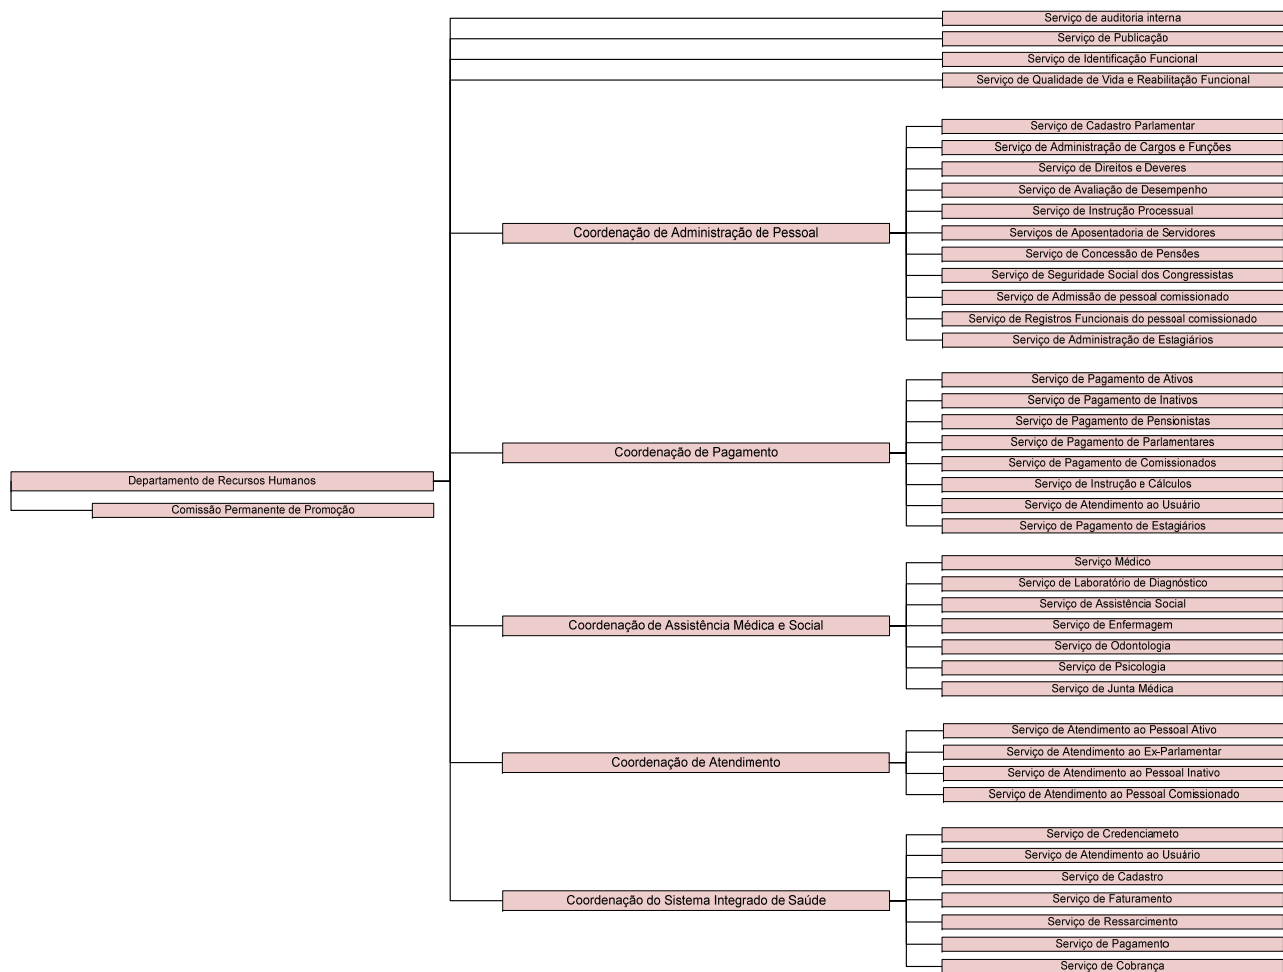 Serviço de auditoria interna
Serviço de Publicação
Serviço de Identificação Funcional
Serviço de Qualidade de Vida e Reabilitação Funcional
Serviço de Cadastro Parlamentar
Serviço de Administração de Cargos e Funções
Serviço de Direitos e Deveres
Serviço de Avaliação de Desempenho
Serviço de Instrução Processual
Coordenação de Administração de Pessoal
Serviços de Aposentadoria de Servidores
Serviço de Concessão de Pensões
Serviço de Seguridade Social dos Congressistas
Serviço de Admissão de pessoal comissionado
Serviço de Registros Funcionais do pessoal comissionado
Serviço de Administração de Estagiários
Serviço de Pagamento de Ativos
Serviço de Pagamento de Inativos
Serviço de Pagamento de Pensionistas
Serviço de Pagamento de Parlamentares
Coordenação de Pagamento
Serviço de Pagamento de Comissionados
Departamento de Recursos Humanos
Serviço de Instrução e Cálculos
Comissão Permanente de Promoção
Serviço de Atendimento ao Usuário
Serviço de Pagamento de Estagiários
Serviço Médico
Serviço de Laboratório de Diagnóstico
Serviço de Assistência Social
Coordenação de Assistência Médica e Social
Serviço de Enfermagem
Serviço de Odontologia
Serviço de Psicologia
Serviço de Junta Médica
Serviço de Atendimento ao Pessoal Ativo
Serviço de Atendimento ao Ex-Parlamentar
Coordenação de Atendimento
Serviço de Atendimento ao Pessoal Inativo
Serviço de Atendimento ao Pessoal Comissionado
Serviço de Credenciameto
Serviço de Atendimento ao Usuário
Serviço de Cadastro
Coordenação do Sistema Integrado de Saúde
Serviço de Faturamento
Serviço de Ressarcimento
Serviço de Pagamento
Serviço de Cobrança